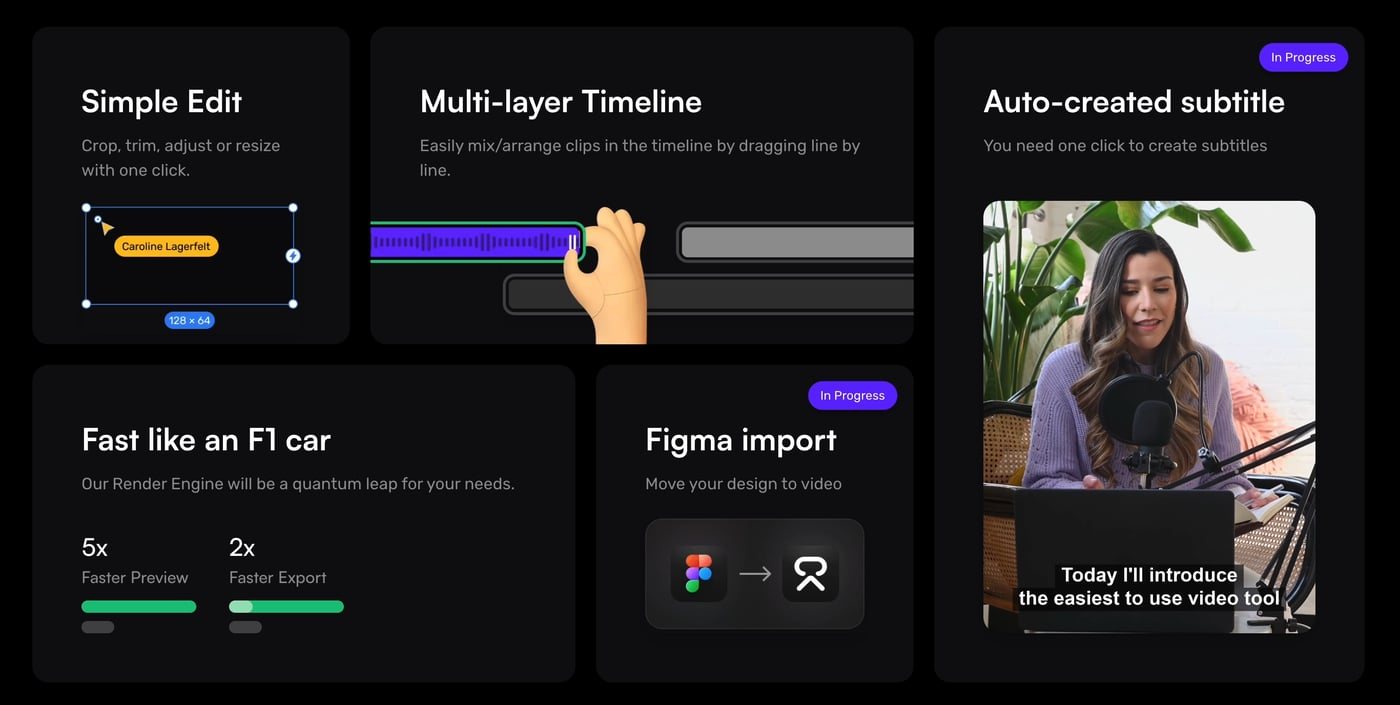 Simple Edit
Crop, trim, adjust or resize
with one click.
Caroline Lagerfelt
128 × 64
Multi-layer Timeline
Easily mix/arrange clips in the timeline by dragging line by
line.
In Progress
Auto-created subtitle
You need one click to create subtitles
Today I'll introduce
the easiest to use video tool
Fast like an F1 car
Our Render Engine will be a quantum leap for your needs.
5x
Faster Preview
2x
Faster Export
In Progress
Figma import
Move your design to video